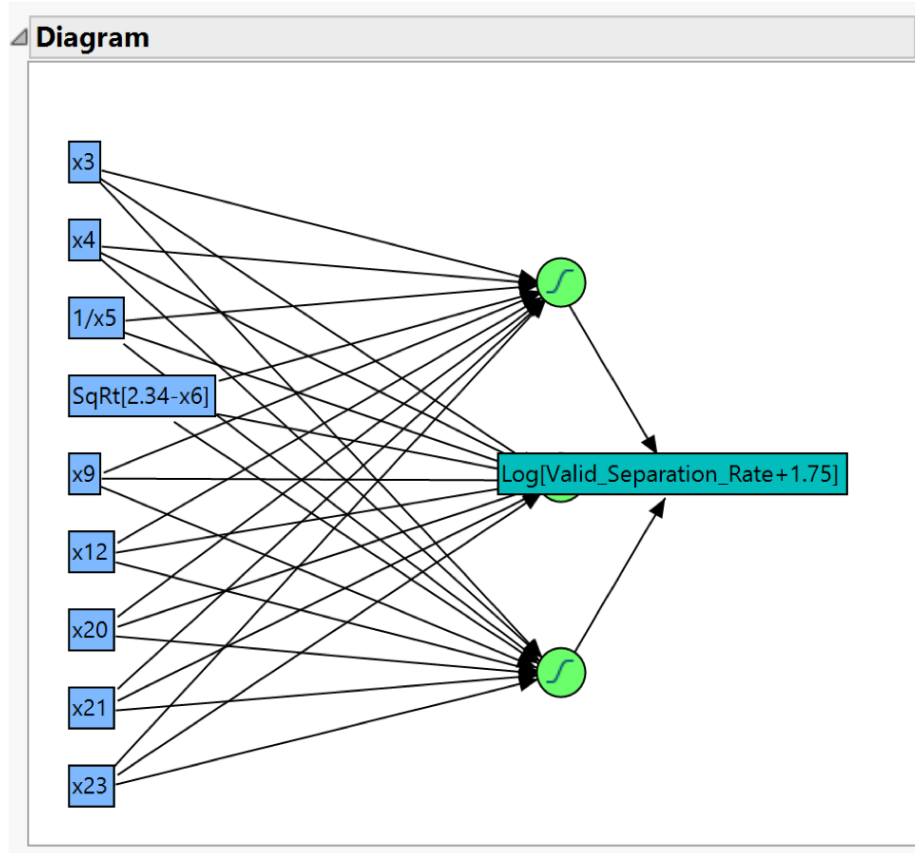 Diagram
x3
x4
1/x5
SqRt[2.34-x6]
x9
Log[Valid_Separation_Rate+1.75]
x12
x20
x21
x23